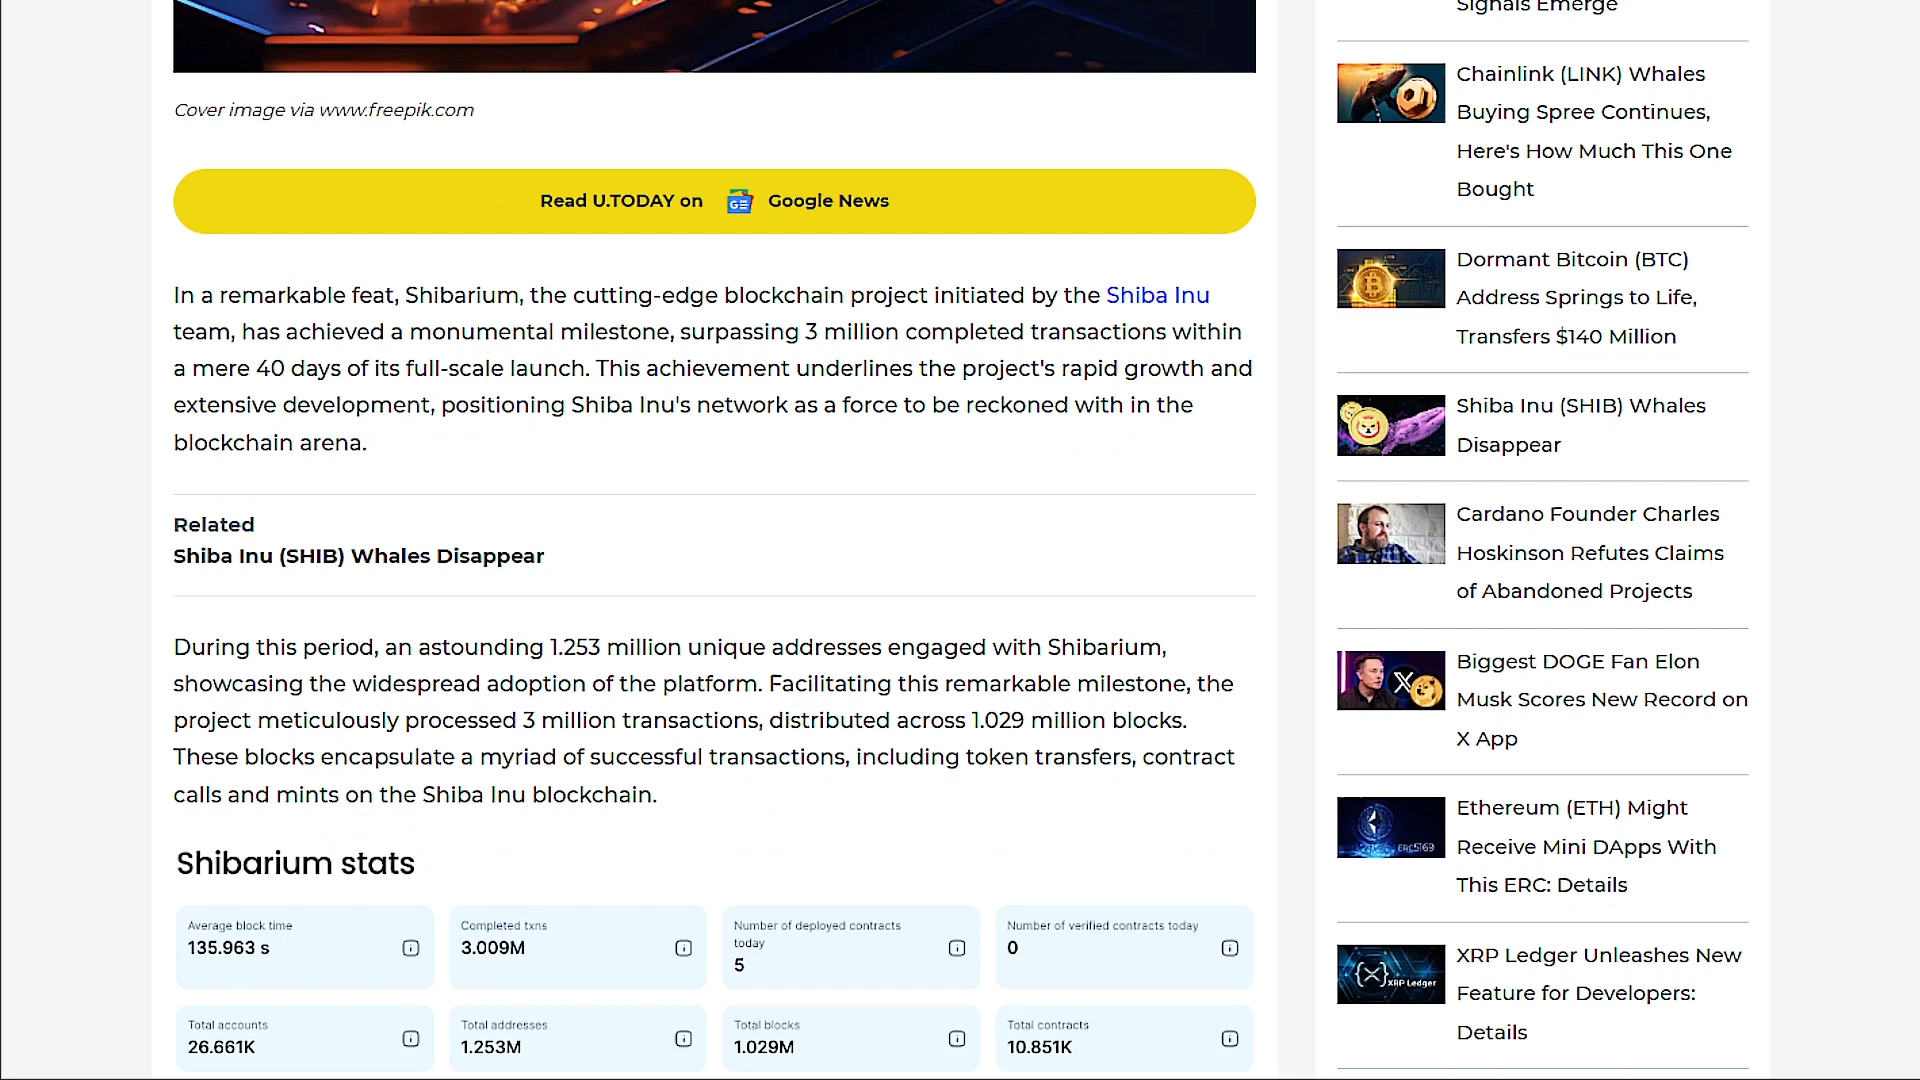 Cover image via www.freepik.com
Read U.TODAY on GE Google News
In a remarkable feat, Shibarium, the cutting-edge blockchain project initiated by the Shiba Inu
team, has achieved a monumental milestone, surpassing 3 million completed transactions within
a mere 40 days of its full-scale launch. This achievement underlines the project's rapid growth and
extensive development, positioning Shiba Inu's network as a force to be reckoned with in the
blockchain arena.
Related
Shiba Inu (SHIB) Whales Disappear
During this period, an astounding 1.253 million unique addresses engaged with Shibarium,
showcasing the widespread adoption of the platform. Facilitating this remarkable milestone, the
project meticulously processed 3 million transactions, distributed across 1.029 million blocks.
These blocks encapsulate a myriad of successful transactions, including token transfers, contract
calls and mints on the Shiba Inu blockchain.
Shibarium stats
Average block time
135.963 s
Completed txns
3.009M
Number of deployed contracts
today
5
Number of verified contracts today
0
Total accounts
26.661K
Total addresses
1.253M
Total blocks
1.029M
Total contracts
10.851K
Signals Emerge
Chainlink (LINK) Whales
Buying Spree Continues,
Here's How Much This One
Bought
Dormant Bitcoin (BTC)
Address Springs to Life,
Transfers $140 Million
Shiba Inu (SHIB) Whales
Disappear
Cardano Founder Charles
Hoskinson Refutes Claims
of Abandoned Projects
Biggest DOGE Fan Elon
Musk Scores New Record on
X App
ERC5169
Ethereum (ETH) Might
Receive Mini DApps With
This ERC: Details
XRP Ledger
XRP Ledger Unleashes New
Feature for Developers:
Details